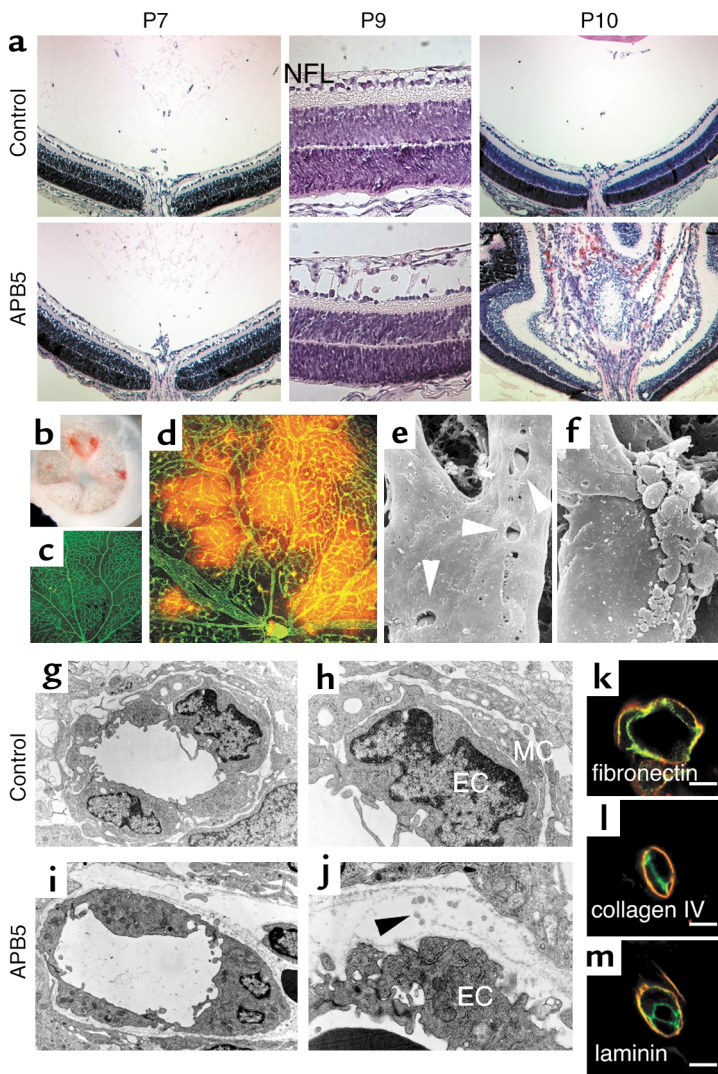 P7 P9 P10
a
Control
NFL
APB5
b
c
d
e
f
g
h
Control
EC
MC
i
j
APB5
EC
k
fibronectin
l
collagen IV
m
laminin